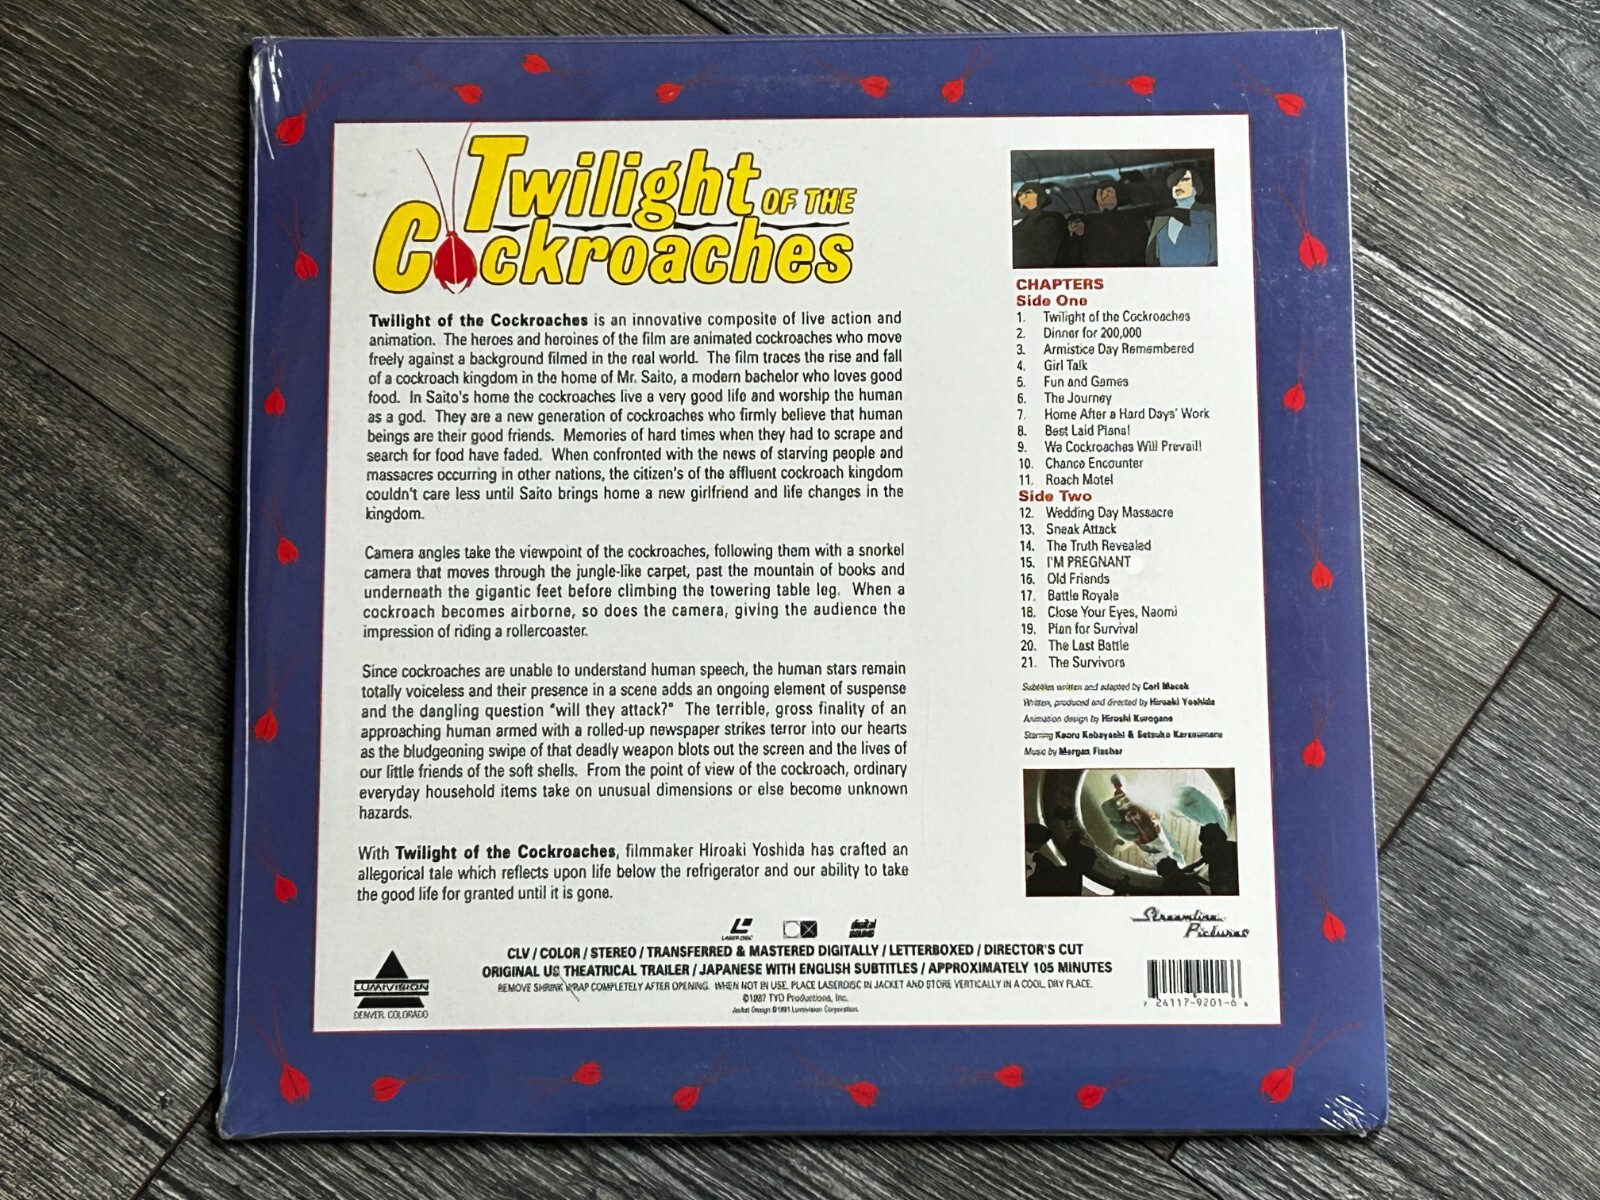 Twilight OF THE
Cockroaches
Twilight of the Cockroaches is an innovative composite of live action and
animation. The heroes and heroines of the film are animated cockroaches who move
freely against a background filmed in the real world. The film traces the rise and fall
of a cockroach kingdom in the home of Mr. Saito, a modern bachelor who loves good
food. In Saito's home the cockroaches live a very good life and worship the human
as a god. They are a new generation of cockroaches who firmly believe that human
beings are their good friends. Memories of hard times when they had to scrape and
search for food have faded. When confronted with the news of starving people and
massacres occurring in other nations, the citizen's of the affluent cockroach kingdom
couldn't care less until Saito brings home a new girlfriend and life changes in the
kingdom.
Camera angles take the viewpoint of the cockroaches, following them with a snorkel
camera that moves through the jungle-like carpet, past the mountain of books and
underneath the gigantic feet before climbing the towering table leg. When a
cockroach becomes airborne, so does the camera, giving the audience the
impression of riding a rollercoaster.
Since cockroaches are unable to understand human speech, the human stars remain
totally voiceless and their presence in a scene adds an ongoing element of suspense
and the dangling question "will they attack?" The terrible, gross finality of an
approaching human armed with a rolled-up newspaper strikes terror into our hearts
as the bludgeoning swipe of that deadly weapon blots out the screen and the lives of
our little friends of the soft shells. From the point of view of the cockroach, ordinary
everyday household items take on unusual dimensions or else become unknown
hazards.
With Twilight of the Cockroaches, filmmaker Hiroaki Yoshida has crafted an
allegorical tale which reflects upon life below the refrigerator and our ability to take
the good life for granted until it is gone.
CHAPTERS
Side One
1. Twilight of the Cockroaches
2. Dinner for 200,000
3. Armistice Day Remembered
4. Girl Talk
5. Fun and Games
6. The Journey
7. Home After a Hard Days' Work
8. Best Laid Plans!
9. We Cockroaches Will Prevail!
10. Chance Encounter
11. Roach Motel
Side Two
12. Wedding Day Massacre
13. Sneak Attack
14. The Truth Revealed
15. I'M PREGNANT
16. Old Friends
17. Battle Royale
18. Close Your Eyes, Naomi
19. Plan for Survival
20. The Last Battle
21. The Survivors
Subtitles written and adapted by Carl Macek
Written, produced and directed by Hiroaki Yoshida
Animation design by Hiroshi Kurogane
Starring Kaoru Kobayashi & Setsuko Karasumaru
Music by Morgan Fischer
Streamline
Pictures
LASER DISC
digital
SOUND
CLV / COLOR / STEREO / TRANSFERRED & MASTERED DIGITALLY / LETTERBOXED / DIRECTOR'S CUT
ORIGINAL US THEATRICAL TRAILER / JAPANESE WITH ENGLISH SUBTITLES / APPROXIMATELY 105 MINUTES
REMOVE SHRINK WRAP COMPLETELY AFTER OPENING. WHEN NOT IN USE, PLACE LASERDISC IN JACKET AND STORE VERTICALLY IN A COOL, DRY PLACE.
©1987 TYO Productions, Inc.
Jacket Design ©1991 Lumivision Corporation.
LUMIVISION
DENVER, COLORADO
7 26117-9201-6 6